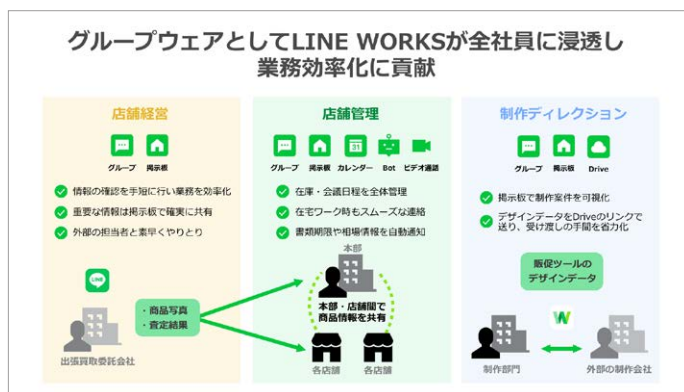 グループウェアとしてLINE WORKSが全社員に浸透し
業務効率化に貢献
店舗経営
グループ 掲示板
情報の確認を手短に行い業務を効率化
重要な情報は掲示板で確実に共有
外部の担当者と素早くやりとり
LINE
・商品写真
・査定結果
出張買取委託会社
店舗管理
グループ 掲示板 カレンダー Bot ビデオ通話
31
在庫・会議日程を全体管理
在宅ワーク時もスムーズな連絡
書類期限や相場情報を自動通知
本部
本部・店舗間で
商品情報を共有
各店舗 各店舗
制作ディレクション
グループ 掲示板 Drive
掲示板で制作案件を可視化
デザインデータをDriveのリンクで
送り、受け渡しの手間を省力化
販促ツールの
デザインデータ
W
制作部門 外部の制作会社